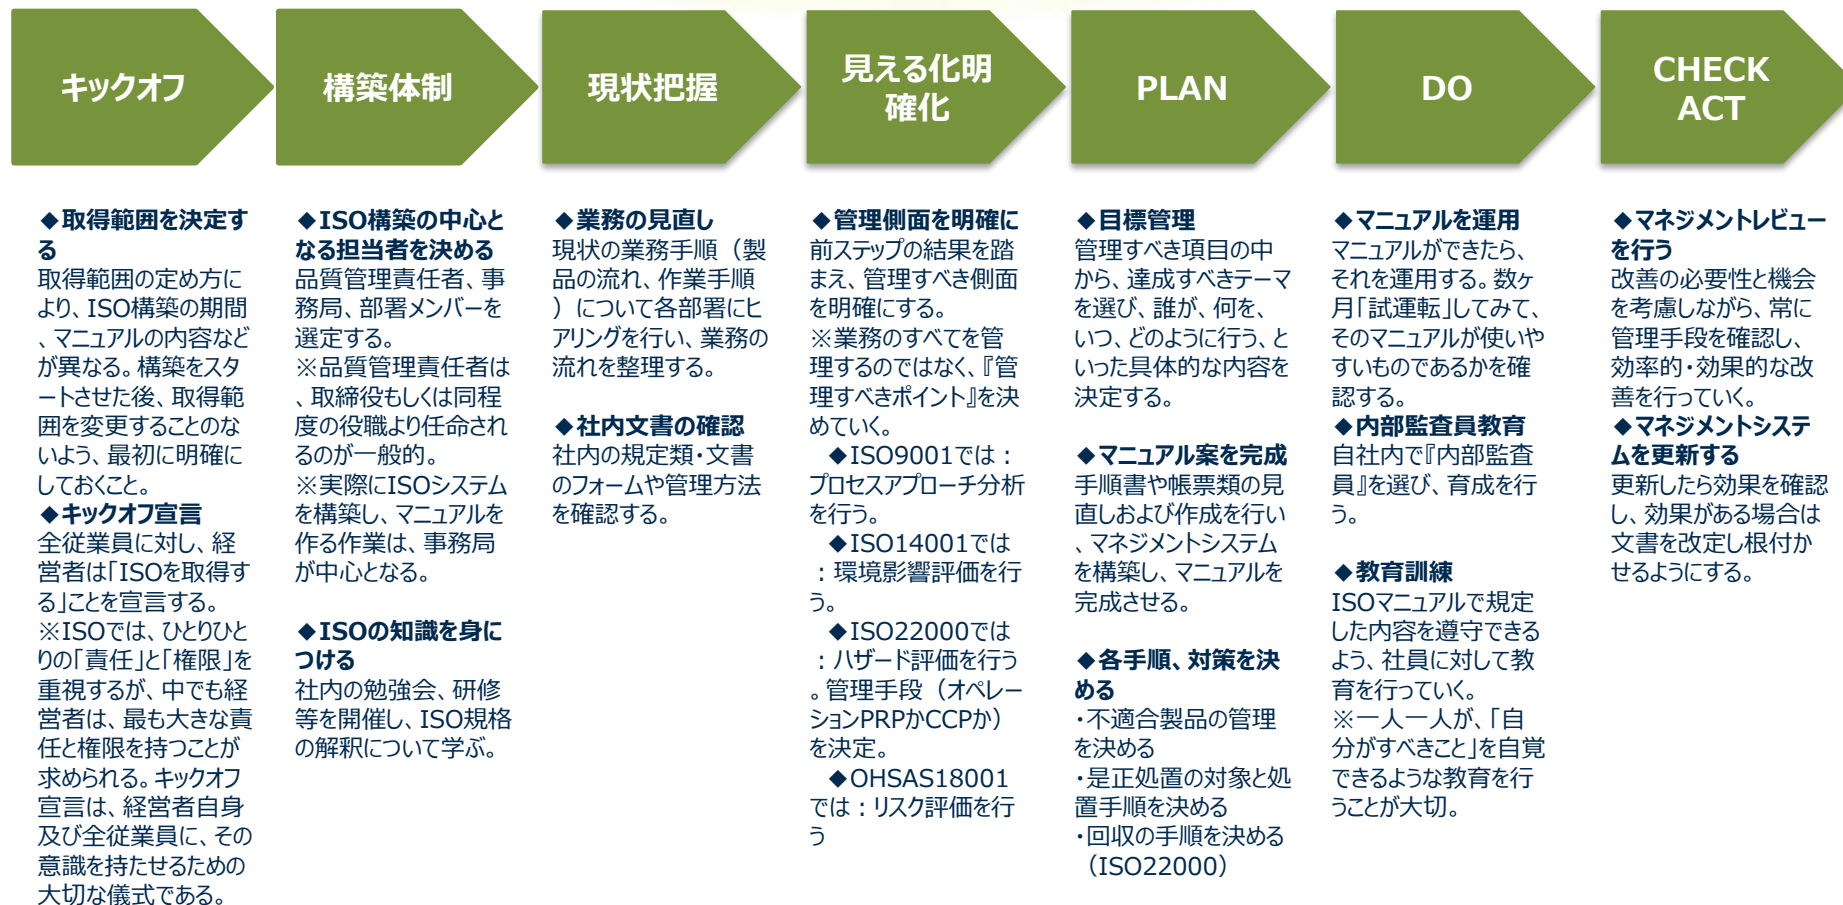 キックオフ
構築体制
現状把握
見える化明
確化
PLAN
DO
CHECK
ACT
◆取得範囲を決定す
る
取得範囲の定め方に
より、ISO構築の期間
、マニュアルの内容など
が異なる。構築をスタ
ートさせた後、取得範
囲を変更することのな
いよう、最初に明確に
しておくこと。
◆キックオフ宣言
全従業員に対し、経
営者は「ISOを取得す
る」ことを宣言する。
※ISOでは、ひとりひと
りの「責任」と「権限」を
重視するが、中でも経
営者は、最も大きな責
任と権限を持つことが
求められる。キックオフ
宣言は、経営者自身
及び全従業員に、その
意識を持たせるための
大切な儀式である。
◆ISO構築の中心と
なる担当者を決める
品質管理責任者、事
務局、部署メンバーを
選定する。
※品質管理責任者は
、取締役もしくは同程
度の役職より任命され
るのが一般的。
※実際にISOシステム
を構築し、マニュアルを
作る作業は、事務局
が中心となる。
◆ISOの知識を身に
つける
社内の勉強会、研修
等を開催し、ISO規格
の解釈について学ぶ。
◆業務の見直し
現状の業務手順（製
品の流れ、作業手順
）について各部署にヒ
アリングを行い、業務の
流れを整理する。
◆社内文書の確認
社内の規定類・文書
のフォームや管理方法
を確認する。
◆管理側面を明確に
前ステップの結果を踏
まえ、管理すべき側面
を明確にする。
※業務のすべてを管
理するのではなく、『管
理すべきポイント』を決
めていく。
◆ISO9001では：
プロセスアプローチ分析
を行う。
◆ISO14001では
：環境影響評価を行
う。
◆ISO22000では
：ハザード評価を行う
。管理手段（オペレー
ションPRPかCCPか）
を決定。
◆OHSAS18001
では：リスク評価を行
う
◆目標管理
管理すべき項目の中
から、達成すべきテーマ
を選び、誰が、何を、
いつ、どのように行う、と
いった具体的な内容を
決定する。
◆マニュアル案を完成
手順書や帳票類の見
直しおよび作成を行い
、マネジメントシステム
を構築し、マニュアルを
完成させる。
◆各手順、対策を決
める
・不適合製品の管理
を決める
・是正処置の対象と処
置手順を決める
・回収の手順を決める
（ISO22000）
◆マニュアルを運用
マニュアルができたら、
それを運用する。数ヶ
月「試運転」してみて、
そのマニュアルが使いや
すいものであるかを確
認する。
◆内部監査員教育
自社内で『内部監査
員』を選び、育成を行
う。
◆教育訓練
ISOマニュアルで規定
した内容を遵守できる
よう、社員に対して教
育を行っていく。
※一人一人が、「自
分がすべきこと」を自覚
できるような教育を行
うことが大切。
◆マネジメントレビュー
を行う
改善の必要性と機会
を考慮しながら、常に
管理手段を確認し、
効率的・効果的な改
善を行っていく。
◆マネジメントシステ
ムを更新する
更新したら効果を確認
し、効果がある場合は
文書を改定し根付か
せるようにする。